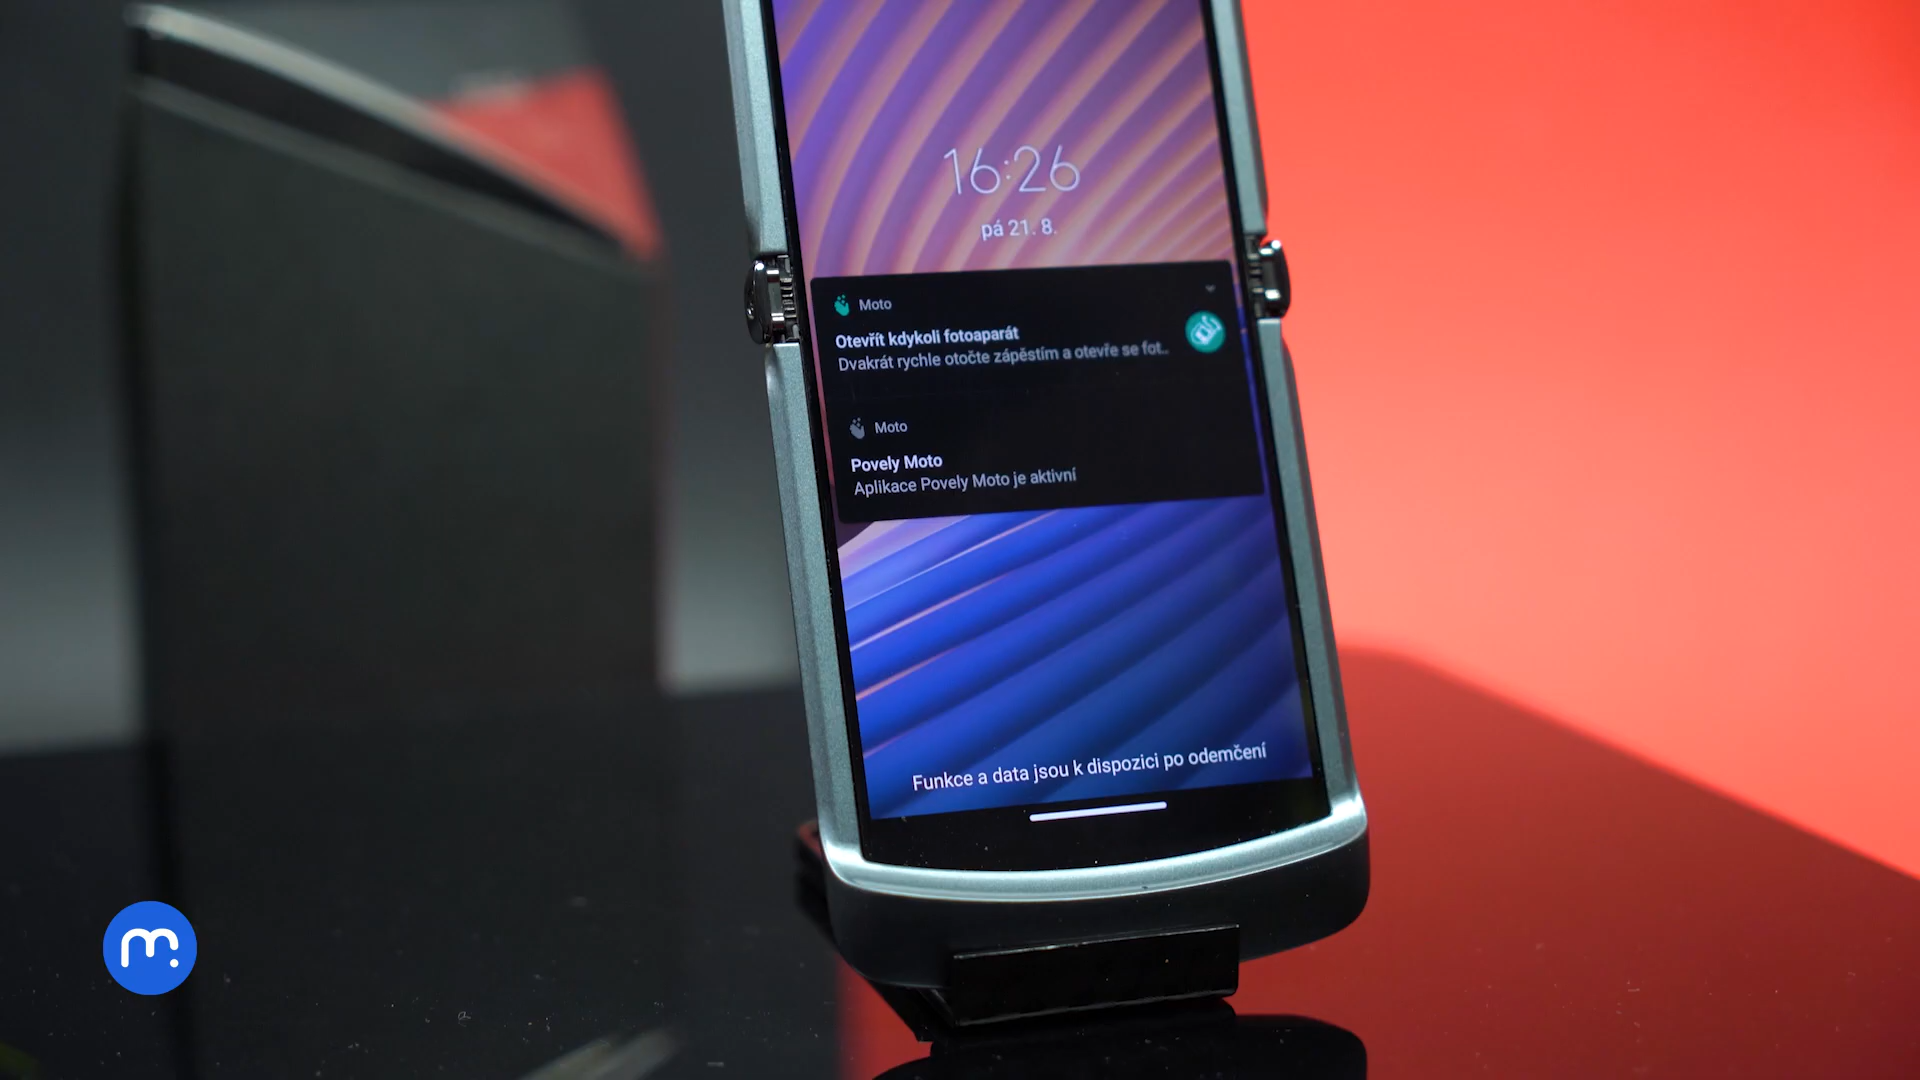 16:26
pá 21. 8.
Moto
Otevřít kdykoli fotoaparát
Dvakrát rychle otočte zápěstím a otevře se fot..
Moto
Povely Moto
Aplikace Povely Moto je aktivní
Funkce a data jsou k dispozici po odemčení
m.